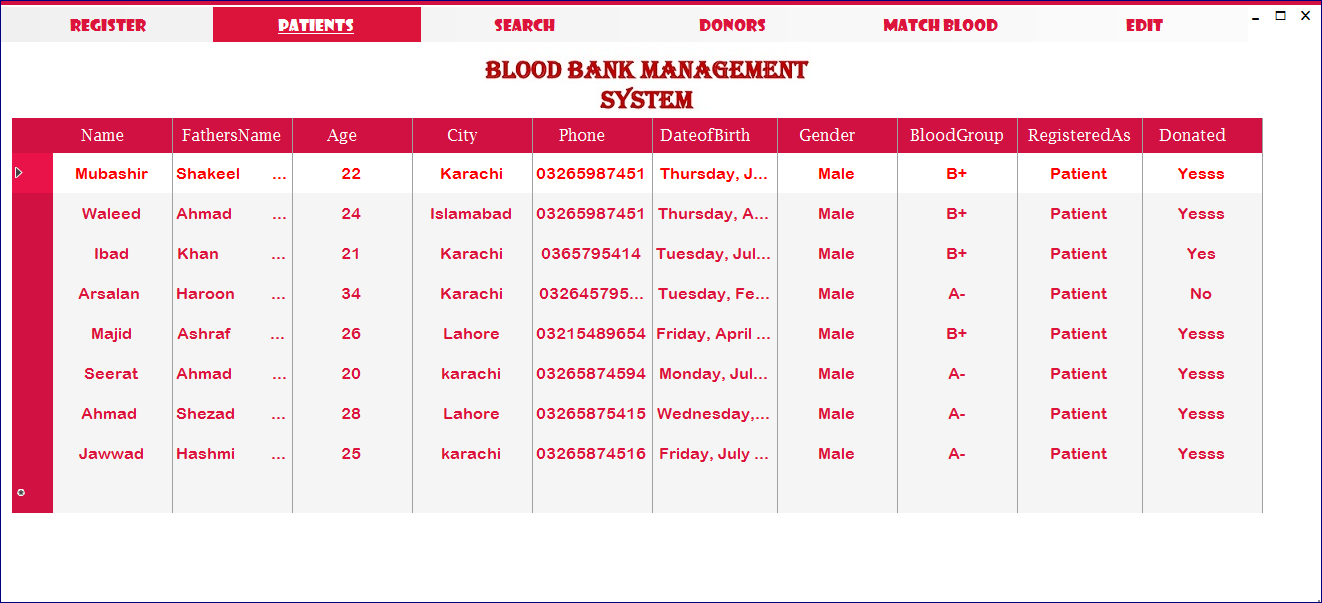 REGISTER PATIENTS SEARCH DONORS MATCH BLOOD EDIT
BLOOD BANK MANAGEMENT
SYSTEM
Name FathersName Age City Phone DateofBirth Gender BloodGroup RegisteredAs Donated
Mubashir Shakeel ... 22 Karachi 03265987451 Thursday, J... Male B+ Patient Yesss
Waleed Ahmad ... 24 Islamabad 03265987451 Thursday, A... Male B+ Patient Yesss
Ibad Khan ... 21 Karachi 0365795414 Tuesday, Jul... Male B+ Patient Yes
Arsalan Haroon ... 34 Karachi 032645795... Tuesday, Fe... Male A- Patient No
Majid Ashraf ... 26 Lahore 03215489654 Friday, April ... Male B+ Patient Yesss
Seerat Ahmad ... 20 karachi 03265874594 Monday, Jul... Male A- Patient Yesss
Ahmad Shezad ... 28 Lahore 03265875415 Wednesday,... Male A- Patient Yesss
Jawwad Hashmi ... 25 karachi 03265874516 Friday, July ... Male A- Patient Yesss